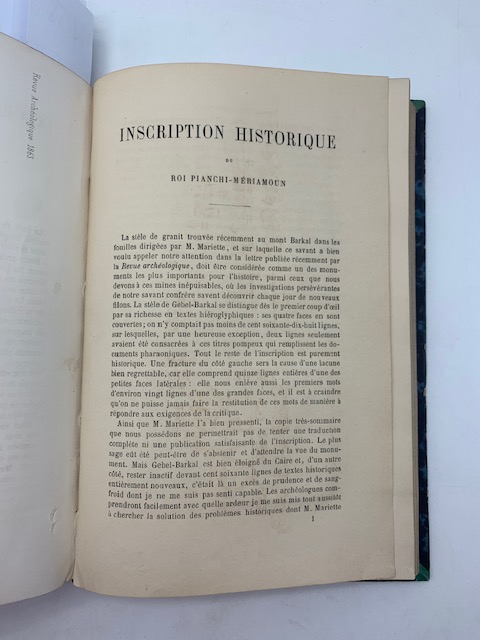 Revue Archéologique 1863
INSCRIPTION HISTORIQUE
DU
ROI PIANCHI-MÉRIAMOUN
La stèle de granit trouvée récemment au mont Barkal dans les
fouilles dirigées par M. Mariette, et sur laquelle ce savant a bien
voulu appeler notre attention dans la lettre publiée récemment par
la Revue archéologique, doit être considérée comme un des monu-
ments les plus importants pour l'histoire, parmi ceux que nous
devons à ces mines inépuisables, où les investigations persévérantes
de notre savant confrère savent découvrir chaque jour de nouveaux
filons. La stèle de Gebel-Barkal se distingue dès le premier coup d'œil
par sa richesse en textes hiéroglyphiques : ses quatre faces en sont
couvertes; on n'y comptait pas moins de cent soixante-dix-huit lignes,
sur lesquelles, par une heureuse exception, deux lignes seulement
avaient été consacrées à ces titres pompeux qui remplissent les do-
cuments pharaoniques. Tout le reste de l'inscription est purement
historique. Une fracture du côté gauche sera la cause d'une lacune
bien regrettable, car elle comprend quinze lignes entières d'une des
petites faces latérales : elle nous enlève aussi les premiers mots
d'environ vingt lignes d'une des grandes faces, et il est à craindre
qu'on ne puisse jamais faire la restitution de ces mots de manière à
répondre aux exigences de la critique.
Ainsi que M. Mariette l'a bien pressenti, la copie très-sommaire
que nous possédons ne permettrait pas de tenter une traduction
complète ni une publication satisfaisante de l'inscription. Le plus
sage eût été peut-être de s'abstenir et d'attendre la vue du monu-
ment. Mais Gebel-Barkal est bien éloigné du Caire et, d'un autre
côté, rester inactif devant cent soixante lignes de textes historiques
entièrement nouveaux, c'était là un excès de prudence et de sang-
froid dont je ne me suis pas senti capable. Les archéologues com-
prendront facilement avec quelle ardeur je me suis mis tout aussitôt
à chercher la solution des problèmes historiques dont M. Mariette
1